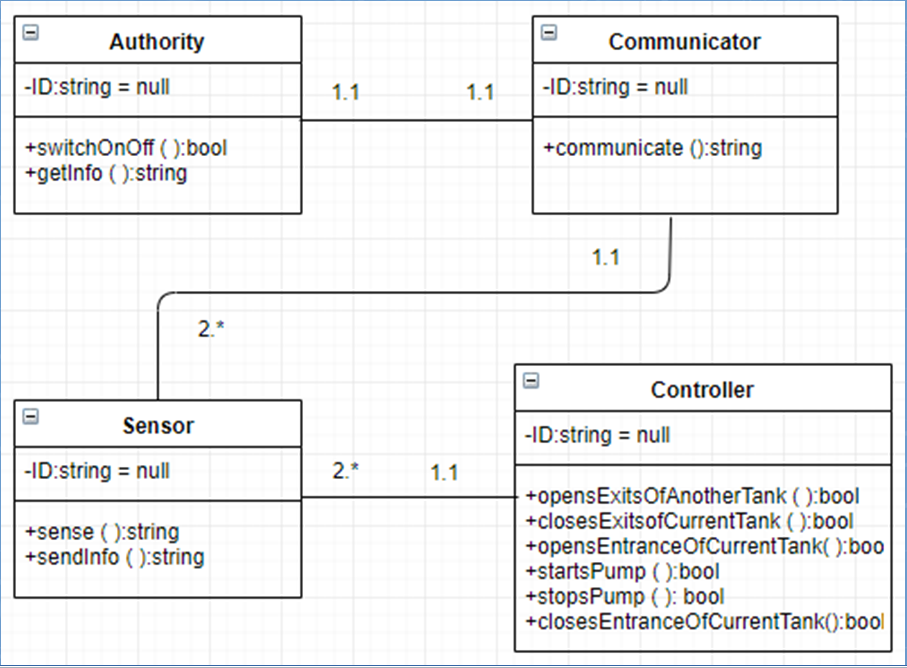 Authority
-ID:string = null
+switchOnOff ( ):bool
+getInfo ( ):string
1.1
1.1
Communicator
-ID:string = null
+communicate ():string
1.1
2.*
Sensor
-ID:string = null
+sense ( ):string
+sendInfo ( ):string
2.*
1.1
Controller
-ID:string = null
+opensExitsOfAnotherTank ( ):bool
+closesExitsofCurrentTank ( ):bool
+opensEntranceOfCurrentTank( ):boo
+startsPump ( ):bool
+stopsPump ( ): bool
+closesEntranceOfCurrentTank():bool